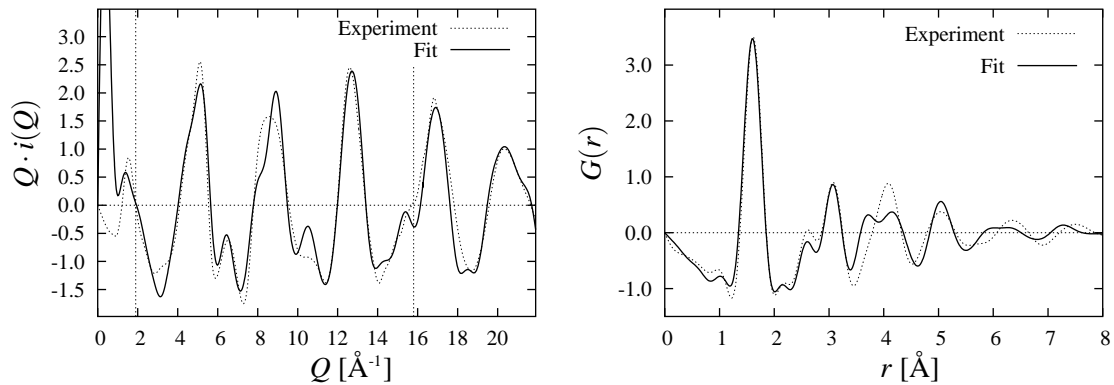 Experiment
Fit
3.0
2.5
2.0
1.5
1.0
0.5
0.0
-0.5
-1.0
-1.5
Q · i(Q)
0 2 4 6 8 10 12 14 16 18 20
Q [Å-1]
Experiment
Fit
3.0
2.0
1.0
0.0
-1.0
G(r)
0 1 2 3 4 5 6 7 8
r [Å]